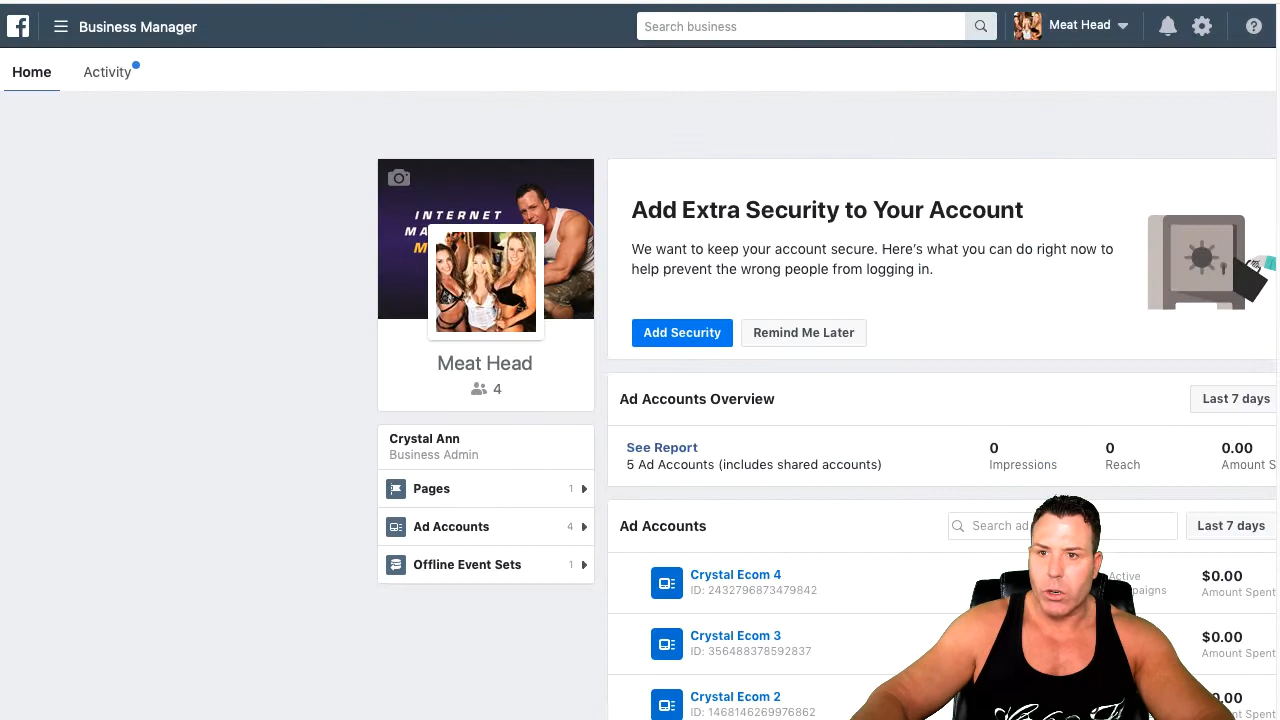 Business Manager
Search business
Meat Head
Home
Activity
INTERNET
Meat Head
4
Crystal Ann
Business Admin
Pages
1
Ad Accounts
4
Offline Event Sets
1
Add Extra Security to Your Account
We want to keep your account secure. Here's what you can do right now to
help prevent the wrong people from logging in.
Add Security
Remind Me Later
Ad Accounts Overview
Last 7 days
See Report
5 Ad Accounts (includes shared accounts)
0
Impressions
0
Reach
0.00
Amount S
Ad Accounts
Search ad
Last 7 days
Crystal Ecom 4
ID: 2432796873479842
Active
paigns
$0.00
Amount Spent
Crystal Ecom 3
ID: 356488378592837
$0.00
Amount Spent
Crystal Ecom 2
ID: 1468146269976862
0.00
Amount Spent